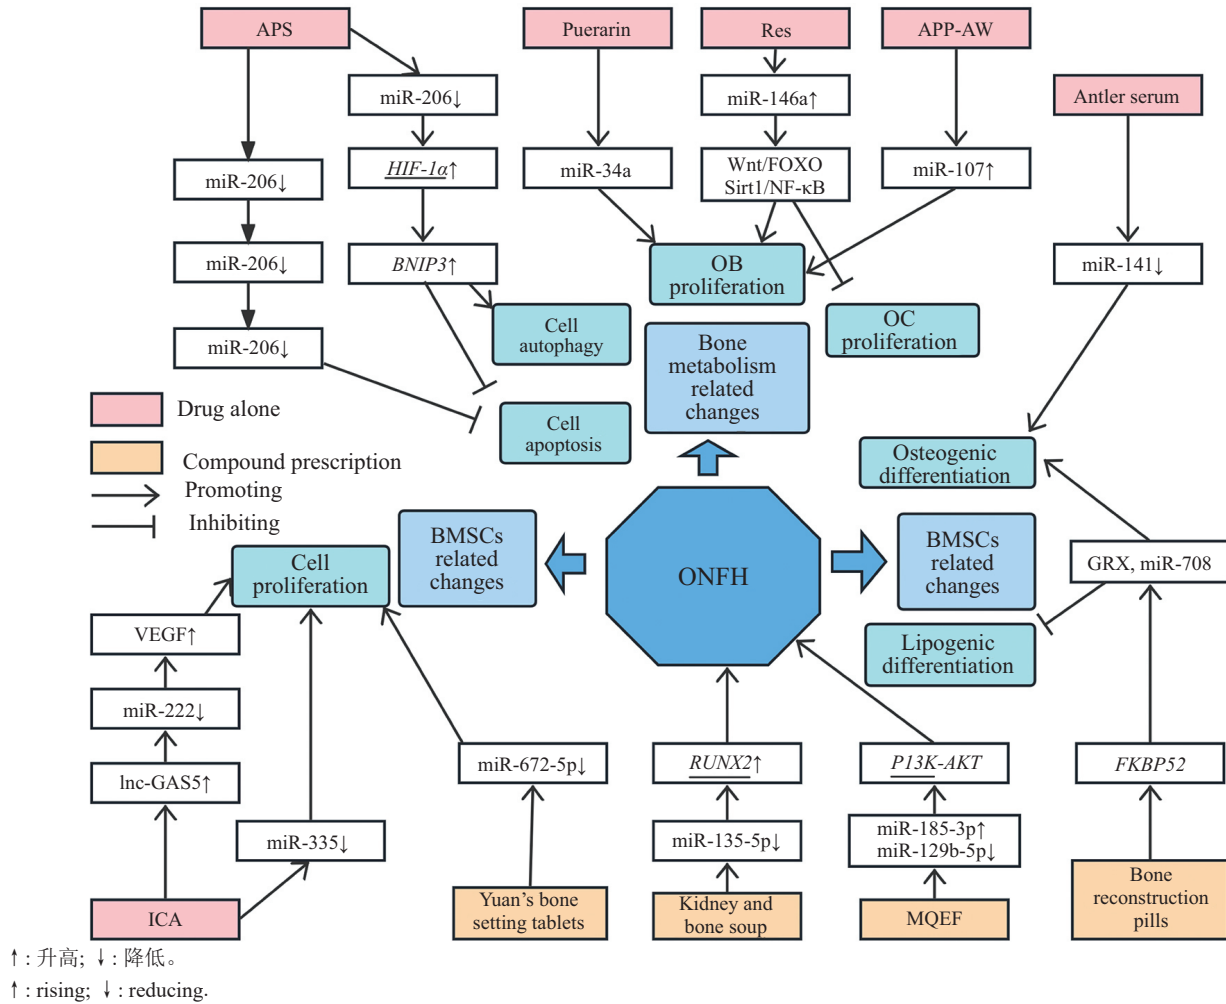 APS
Puerarin
Res
APP-AW
Antler serum
miR-206↓
miR-146a↑
miR-206↓
HIF-1α↑
miR-34a
Wnt/FOXO
Sirt1/NF-κB
miR-107↑
miR-206↓
BNIP3↑
OB
proliferation
miR-141↓
miR-206↓
Cell
autophagy
Bone
metabolism
related
changes
OC
proliferation
Drug alone
Cell
apoptosis
Compound prescription
Promoting
Inhibiting
Osteogenic
differentiation
Cell
proliferation
BMSCs
related
changes
ONFH
BMSCs
related
changes
GRX, miR-708
VEGF↑
Lipogenic
differentiation
miR-222↓
lnc-GAS5↑
miR-672-5p↓
RUNX2↑
P13K-AKT
FKBP52
miR-335↓
miR-135-5p↓
miR-185-3p↑
miR-129b-5p↓
ICA
Yuan's bone
setting tablets
Kidney and
bone soup
MQEF
Bone
reconstruction
pills
↑: 升高; ↓: 降低。
↑: rising; ↓: reducing.